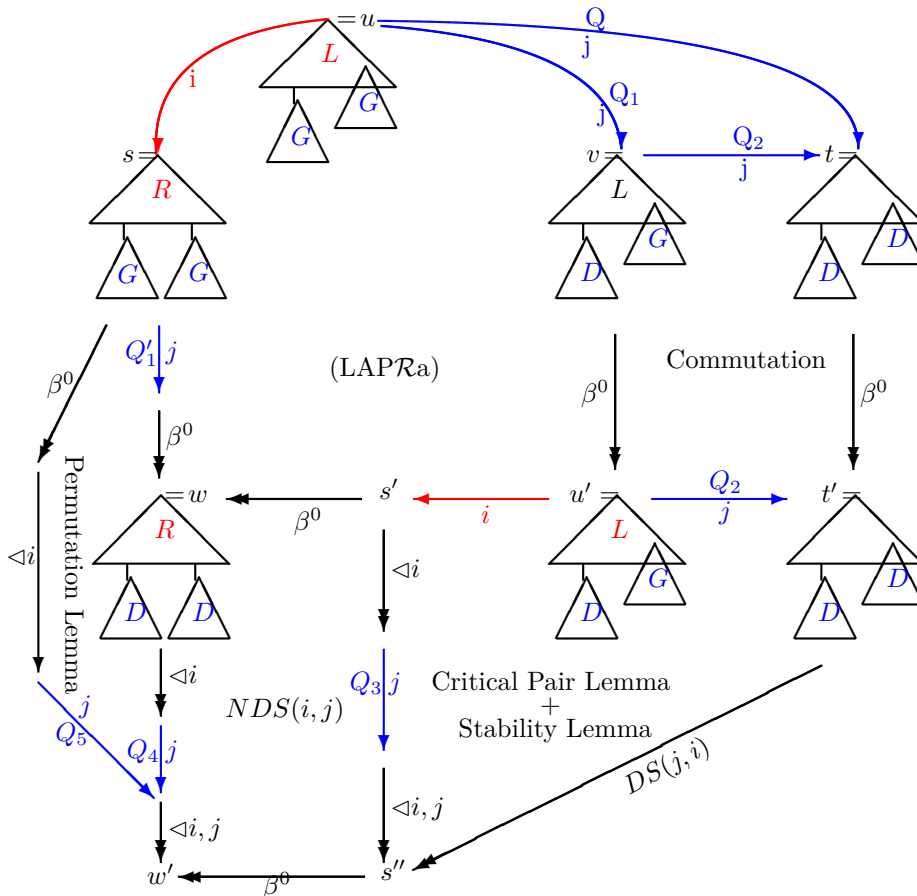 = u
L
Q
j
Q₁
j
i
G
G
s =
v =
Q₂
j
t =
R
L
G
G
D
G
D
D
Q′₁ j
(LAPRa)
Commutation
β⁰
β⁰
β⁰
β⁰
Permutation Lemma
= w
s′
u′ =
Q₂
j
t′ =
β⁰
i
R
L
◁i
◁i
D
D
D
G
D
D
◁i
Q₃ j
Critical Pair Lemma
+
Stability Lemma
NDS(i, j)
j
Q₅
Q₄ j
DS(j, i)
◁i, j
◁i, j
w′
β⁰
s′′